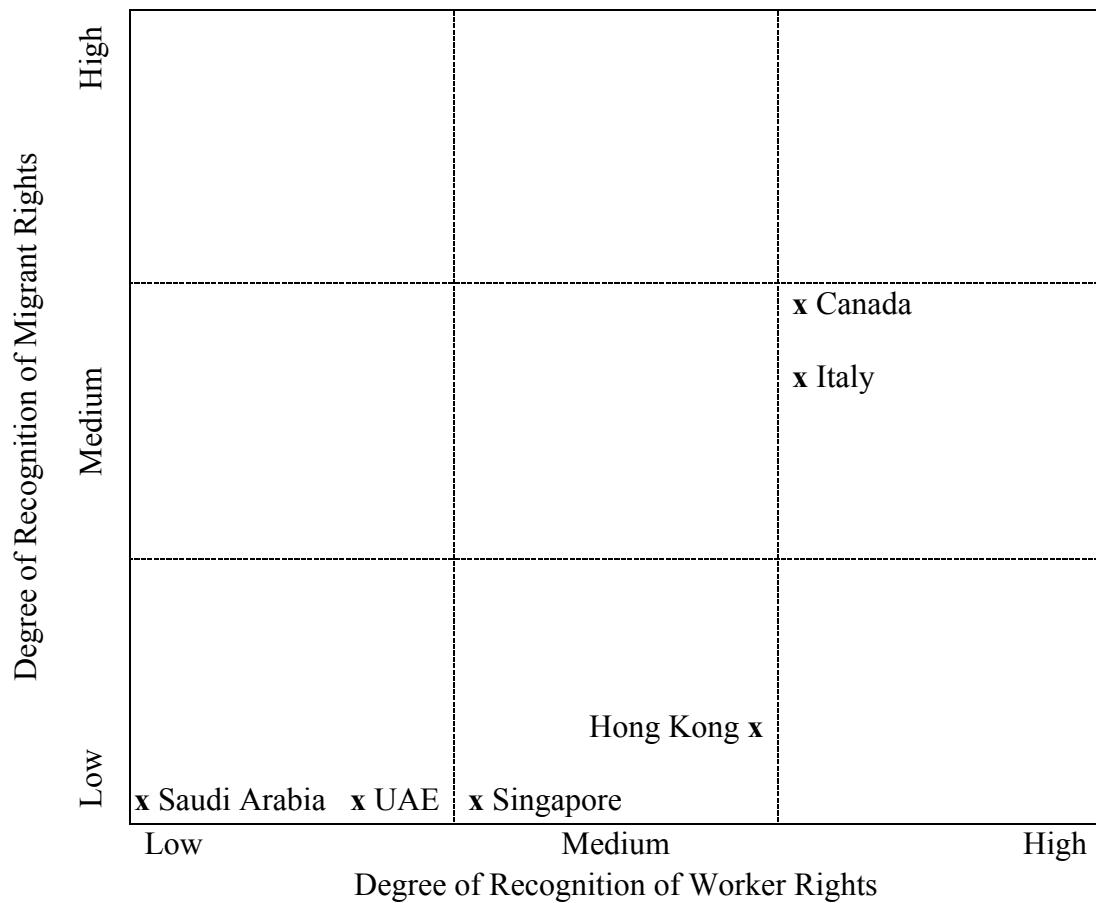 High
Degree of Recognition of Migrant Rights
x Canada
x Italy
Medium
Hong Kong x
Low
x Saudi Arabia x UAE x Singapore
Low Medium High
Degree of Recognition of Worker Rights